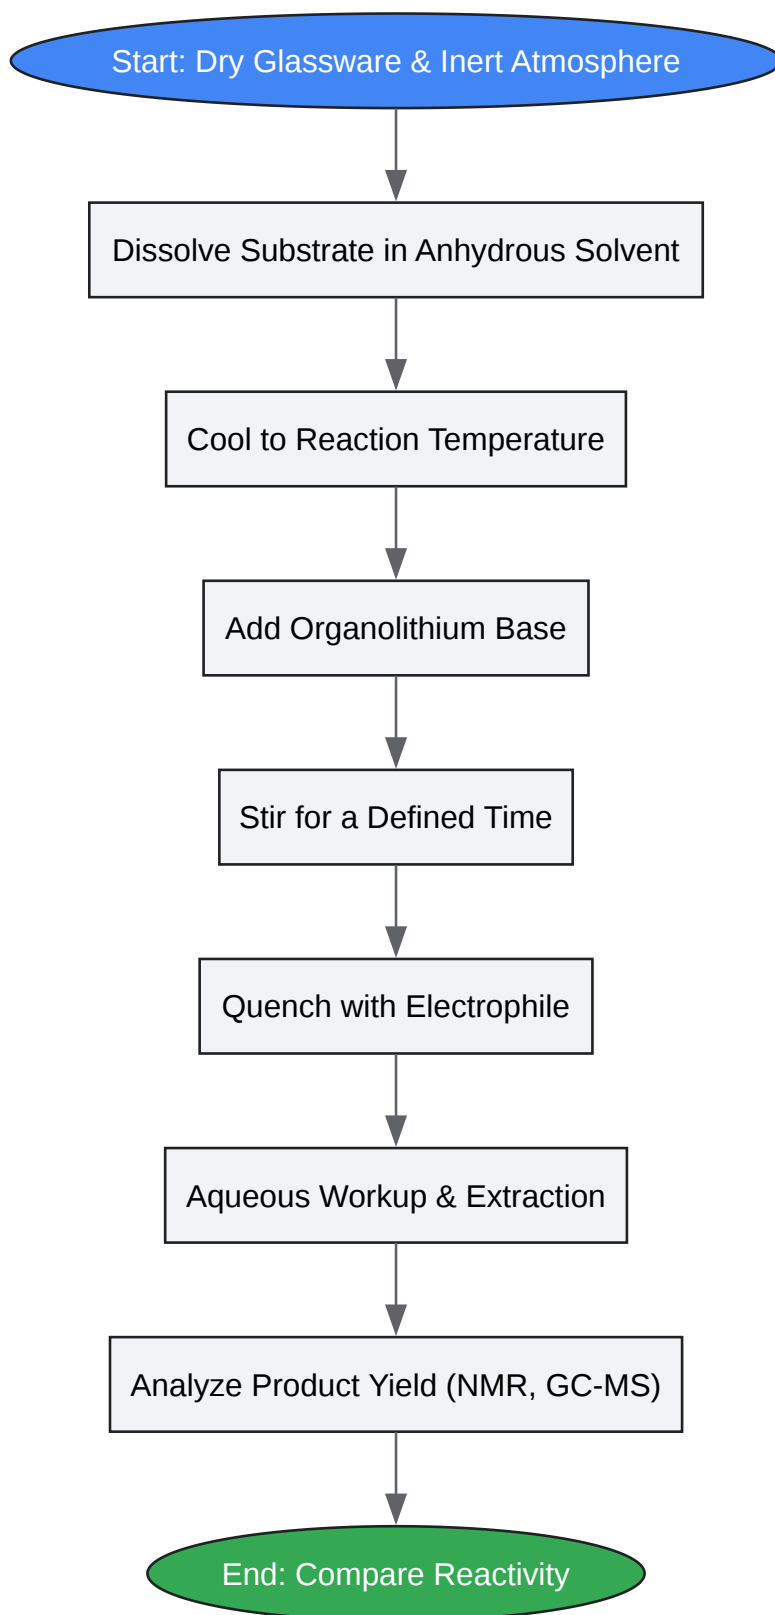 Start: Dry Glassware & Inert Atmosphere
Dissolve Substrate in Anhydrous Solvent
Cool to Reaction Temperature
Add Organolithium Base
Stir for a Defined Time
Quench with Electrophile
Aqueous Workup & Extraction
Analyze Product Yield (NMR, GC-MS)
End: Compare Reactivity